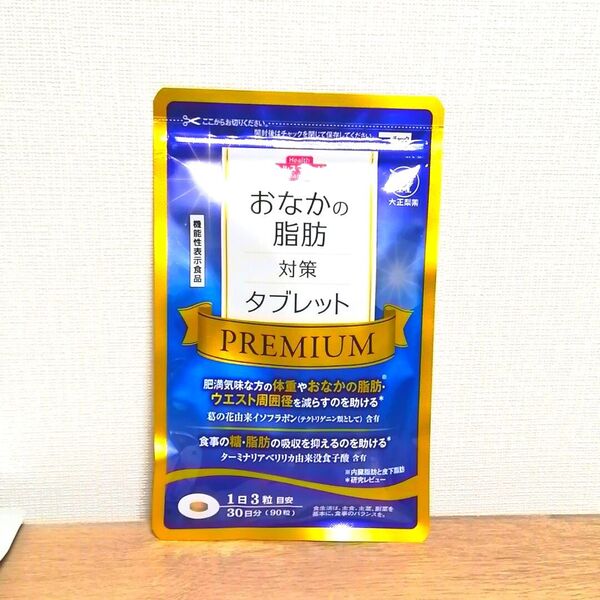 ここからお切りください。
開封後はチャックを閉じて保存してください。
チャック
Health
大正製薬
機能性表示食品
おなかの
脂肪
対策
タブレット
PREMIUM
肥満気味な方の体重やおなかの脂肪※・
ウエスト周囲径を減らすのを助ける*
葛の花由来イソフラボン(テクトリゲニン類として)含有
食事の糖・脂肪の吸収を抑えるのを助ける*
ターミナリアベリリカ由来没食子酸 含有
※内臓脂肪と皮下脂肪
*研究レビュー
1日3粒目安
30日分(90粒)
食生活は、主食、主菜、副菜を
基本に、食事のバランスを。